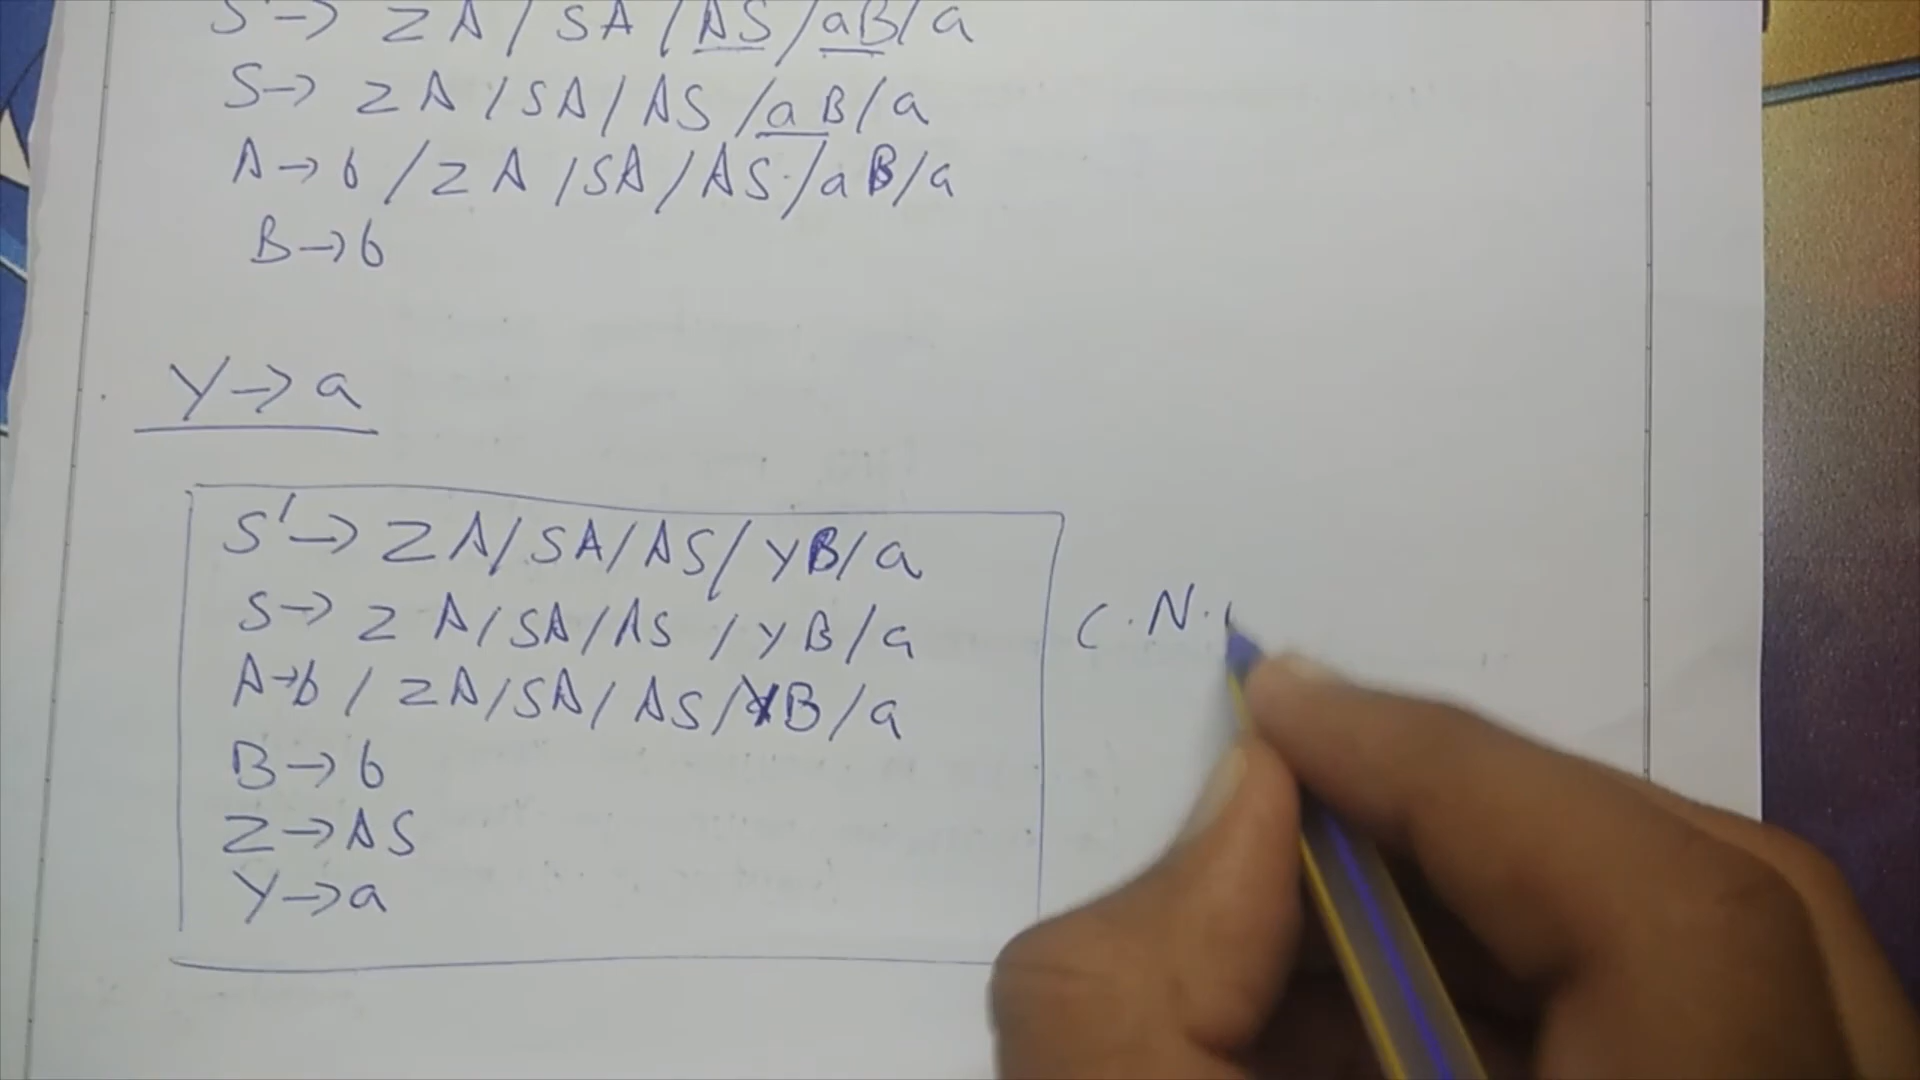 S' → ZA / SA / AS / aB / a
S → ZA / SA / AS / aB / a
A → b / ZA / SA / AS / aB / a
B → b
Y → a
S' → ZA / SA / AS / YB / a
S → ZA / SA / AS / YB / a
A → b / ZA / SA / AS / YB / a
B → b
Z → AS
Y → a
C.N.